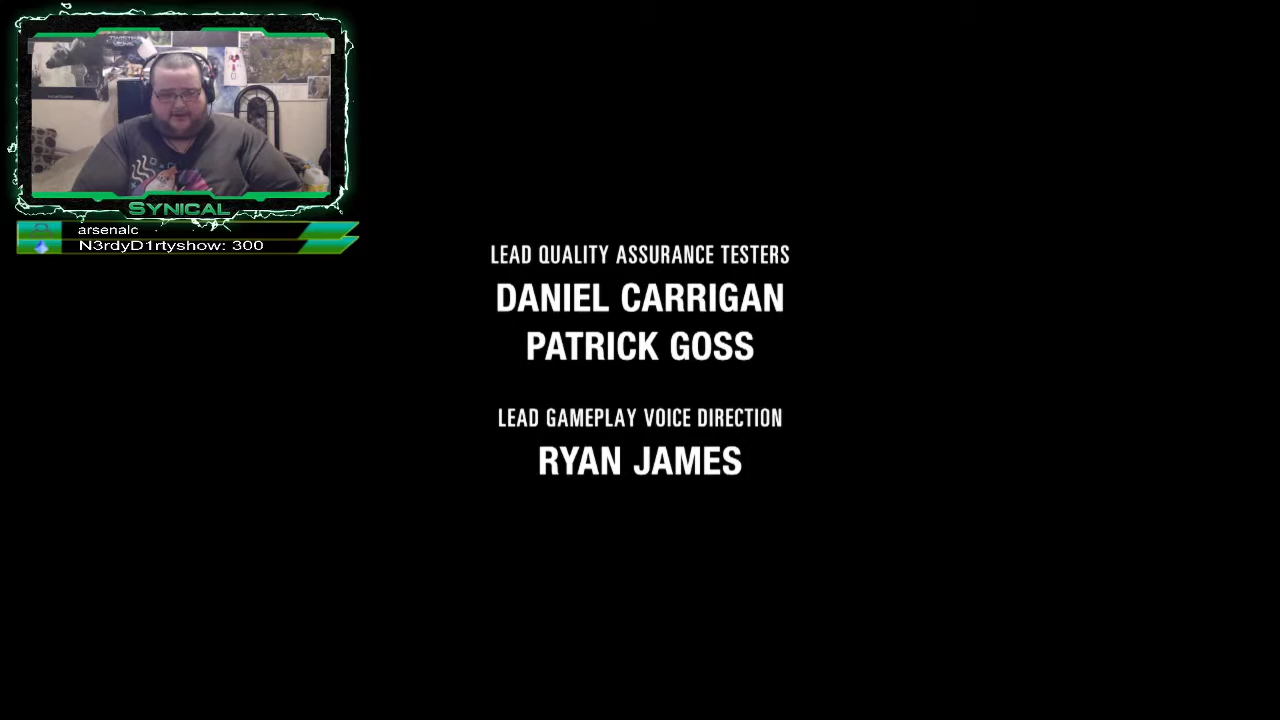 SYNICAL
arsenalc
N3rdyD1rtyshow: 300
LEAD QUALITY ASSURANCE TESTERS
DANIEL CARRIGAN
PATRICK GOSS
LEAD GAMEPLAY VOICE DIRECTION
RYAN JAMES